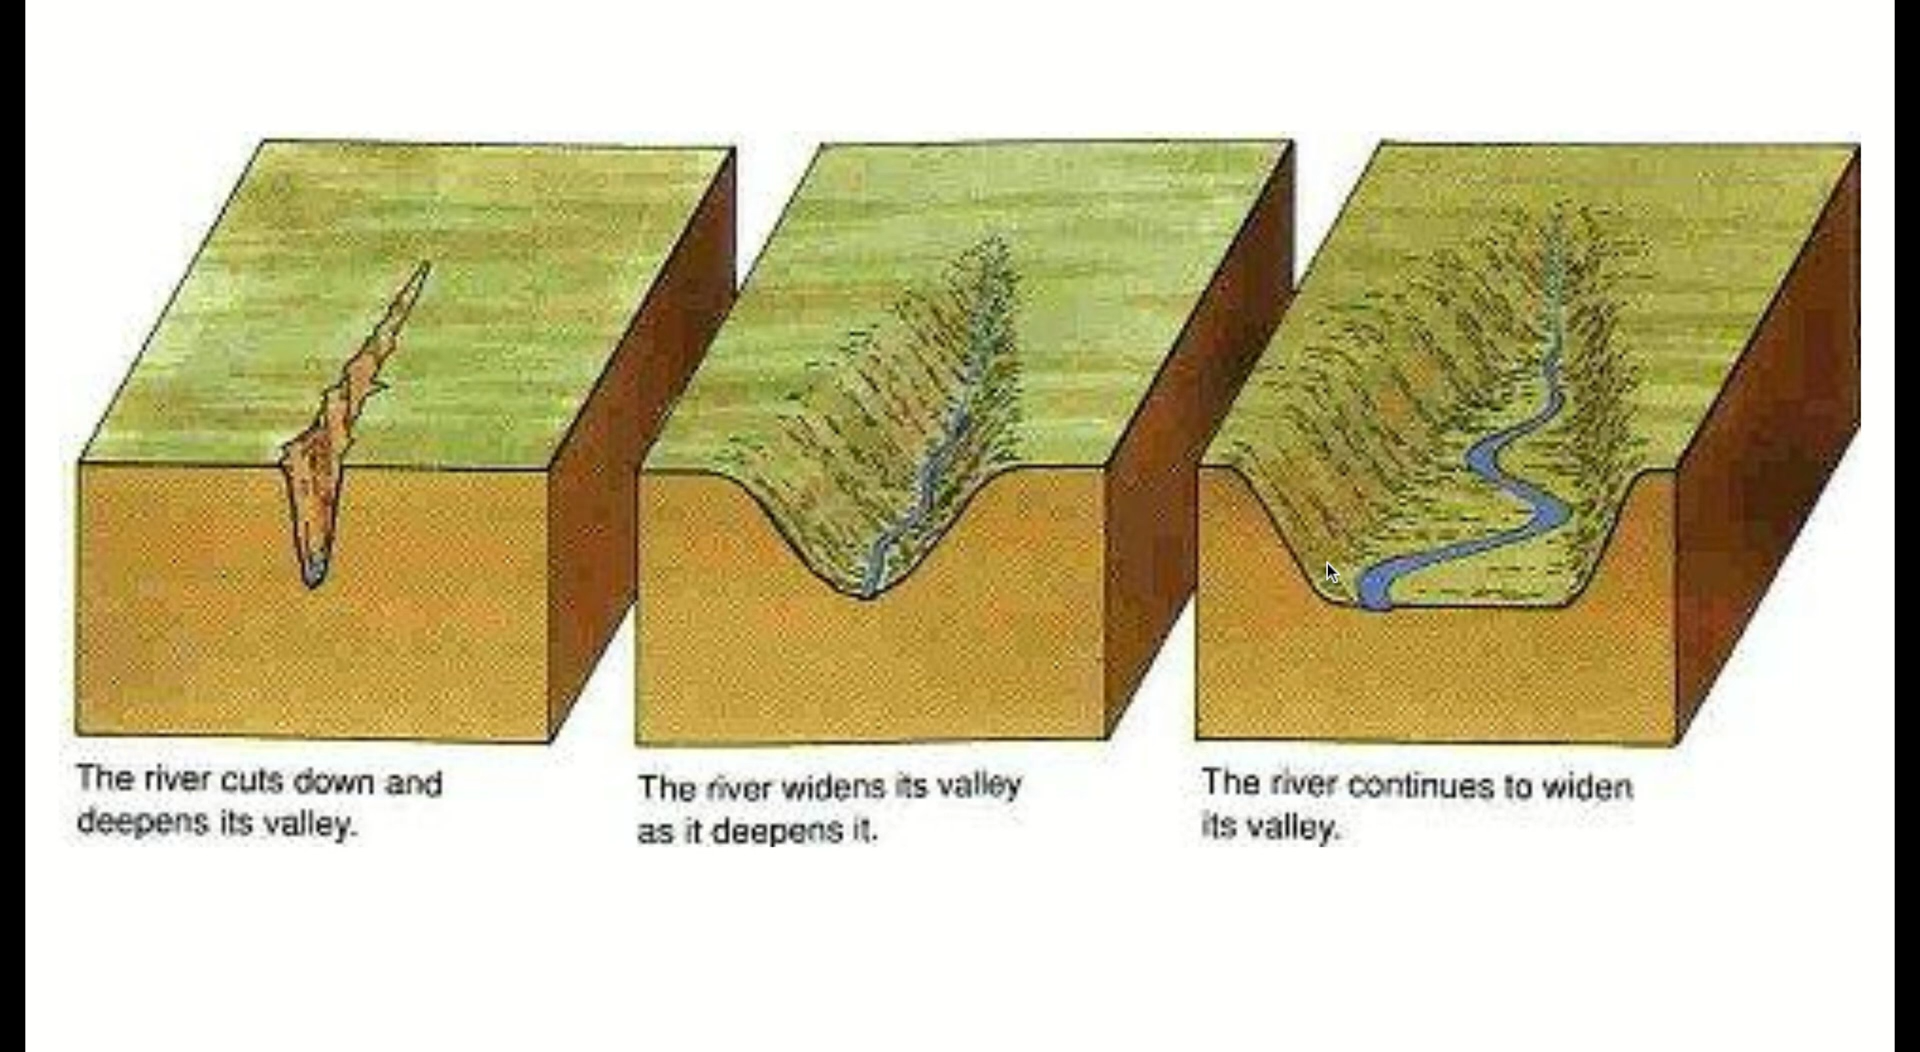 The river cuts down and
deepens its valley.
The river widens its valley
as it deepens it.
The river continues to widen
its valley.